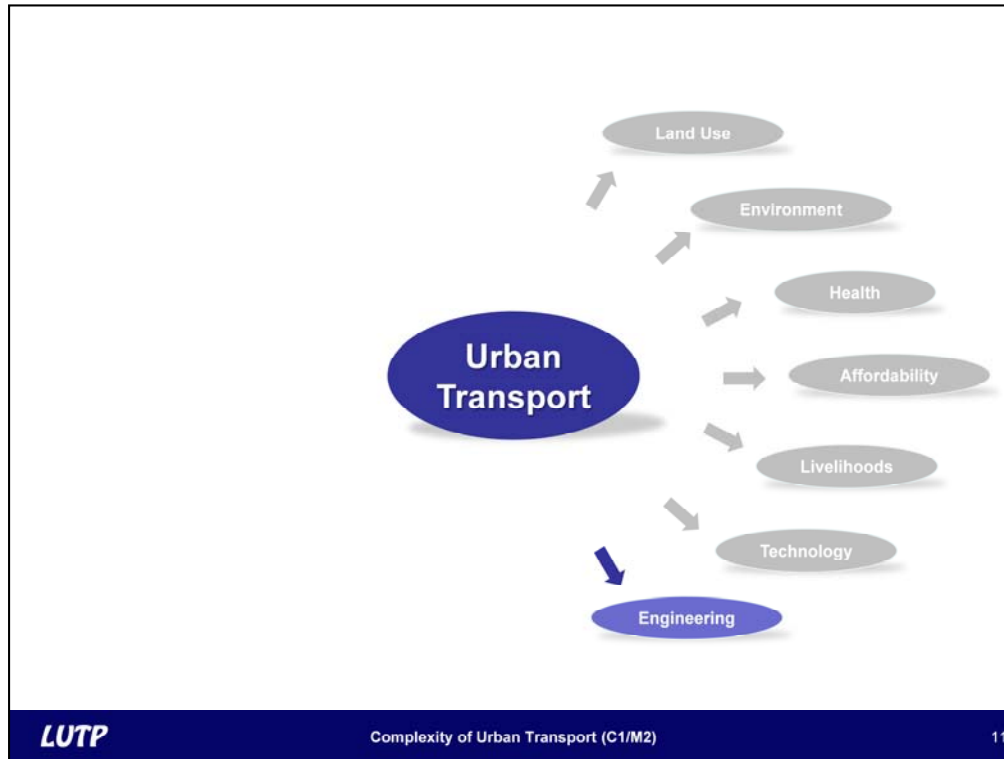 Land Use
Environment
Health
Urban
Transport
Affordability
Livelihoods
Technology
Engineering
LUTP
Complexity of Urban Transport (C1/M2)
11